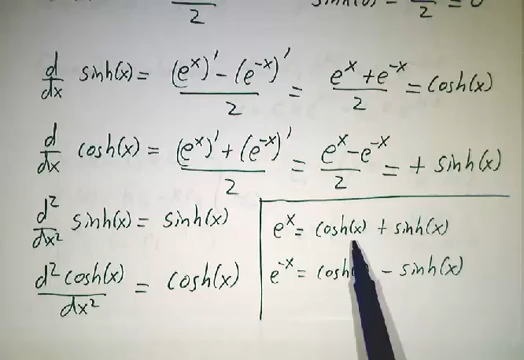 d/dx sinh(x) = ((e^x)' - (e^-x)')/2 = (e^x + e^-x)/2 = cosh(x)
d/dx cosh(x) = ((e^x)' + (e^-x)')/2 = (e^x - e^-x)/2 = + sinh(x)
d²/dx² sinh(x) = sinh(x)
d² cosh(x)/dx² = cosh(x)
e^x = cosh(x) + sinh(x)
e^-x = - sinh(x)